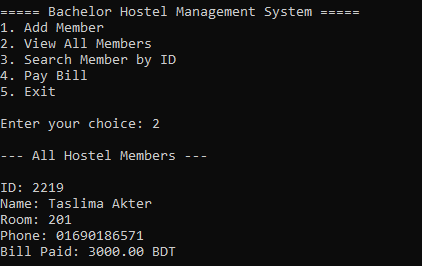 ===== Bachelor Hostel Management System =====
1. Add Member
2. View All Members
3. Search Member by ID
4. Pay Bill
5. Exit
Enter your choice: 2
--- All Hostel Members ---
ID: 2219
Name: Taslima Akter
Room: 201
Phone: 01690186571
Bill Paid: 3000.00 BDT